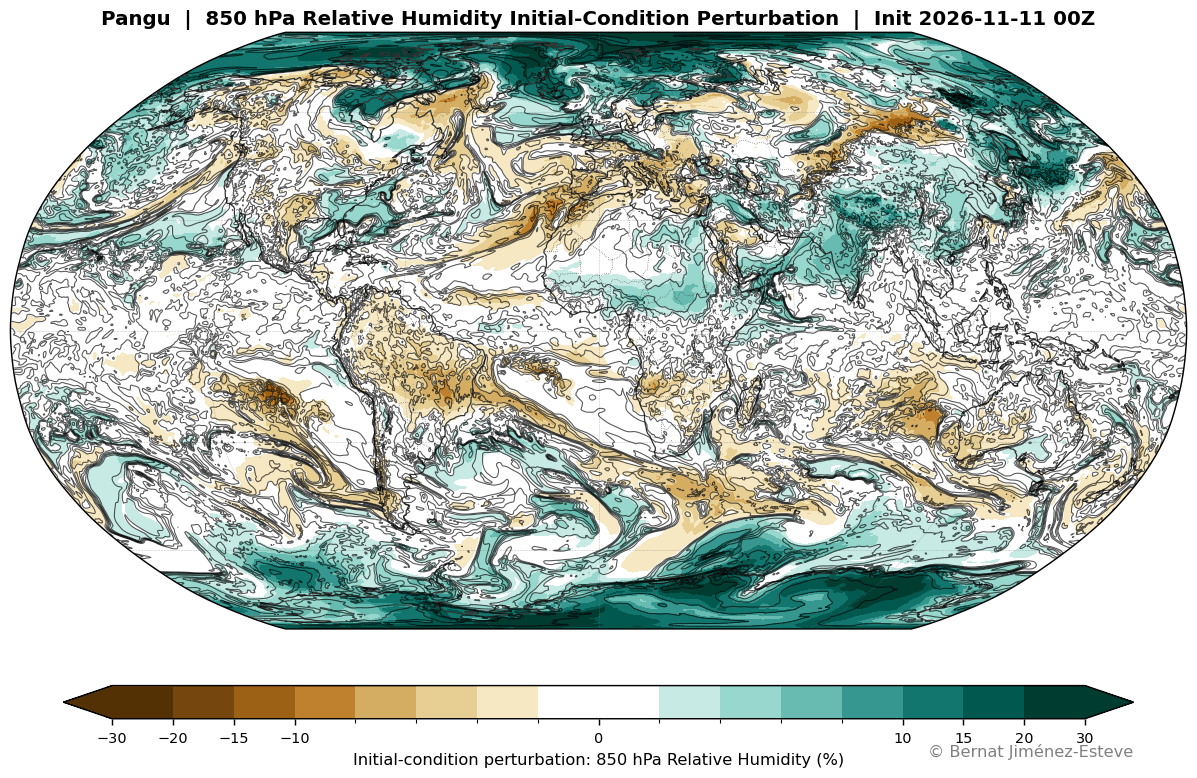 Pangu | 850 hPa Relative Humidity Initial-Condition Perturbation | Init 2026-11-11 00Z
−30 −20 −15 −10 0 10 15 20 30
Initial-condition perturbation: 850 hPa Relative Humidity (%)
© Bernat Jiménez-Esteve